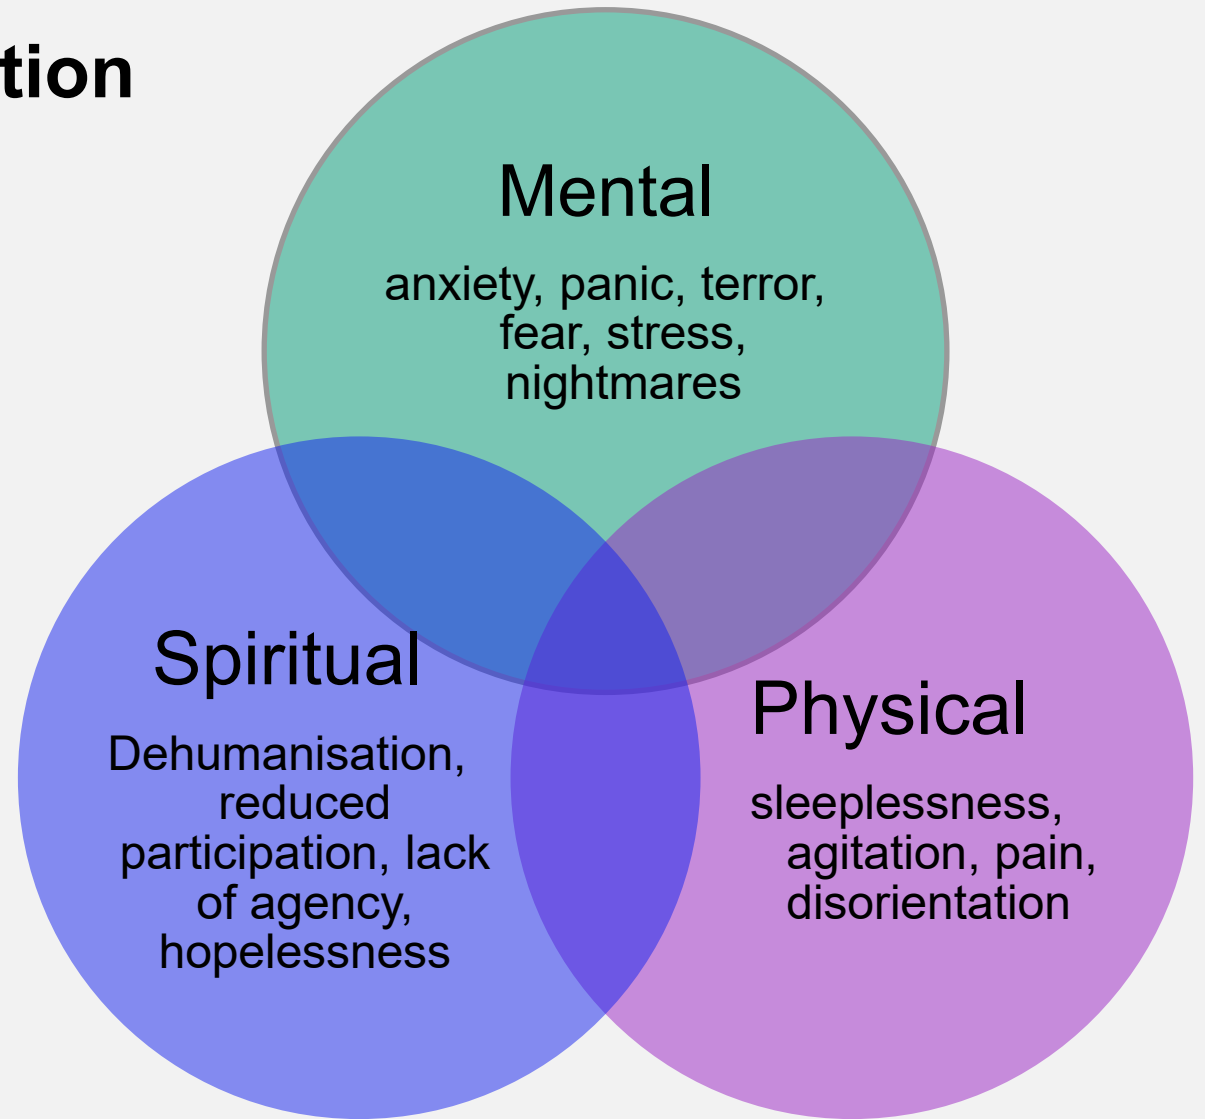 tion
Mental
anxiety, panic, terror,
fear, stress,
nightmares
Spiritual
Dehumanisation,
reduced
participation, lack
of agency,
hopelessness
Physical
sleeplessness,
agitation, pain,
disorientation